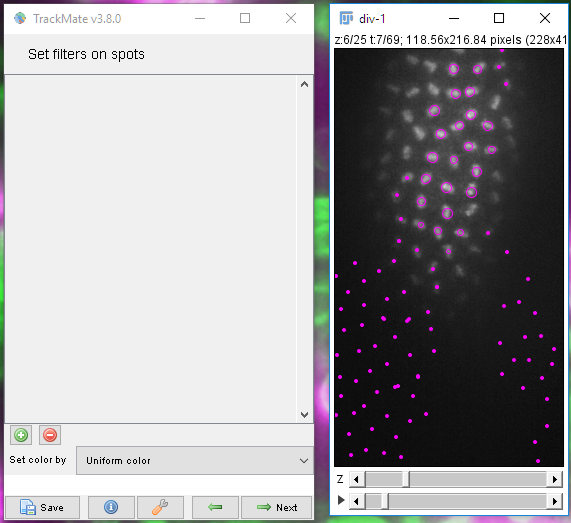 TrackMate v3.8.0
Set filters on spots
Set color by
Uniform color
Save
Next
div-1
z:6/25 t:7/69; 118.56x216.84 pixels (228x41
z